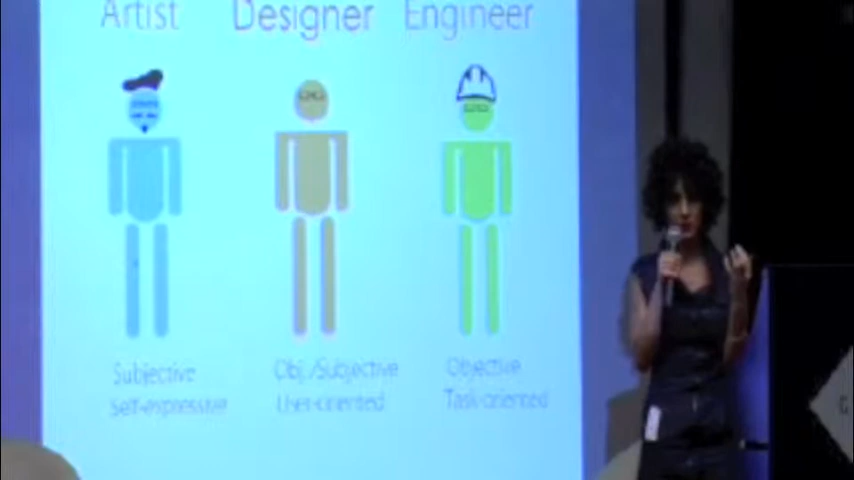 Artist Designer Engineer
Subjective Obj./Subjective Objective
Self-expressive User-oriented Task-oriented
G